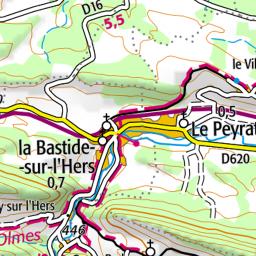 D16
5,5
le Vil
0,5
la Bastide-
-sur-l'Hers
0,7
Le Peyrat
D620
y sur l'Hers
Olmes
446